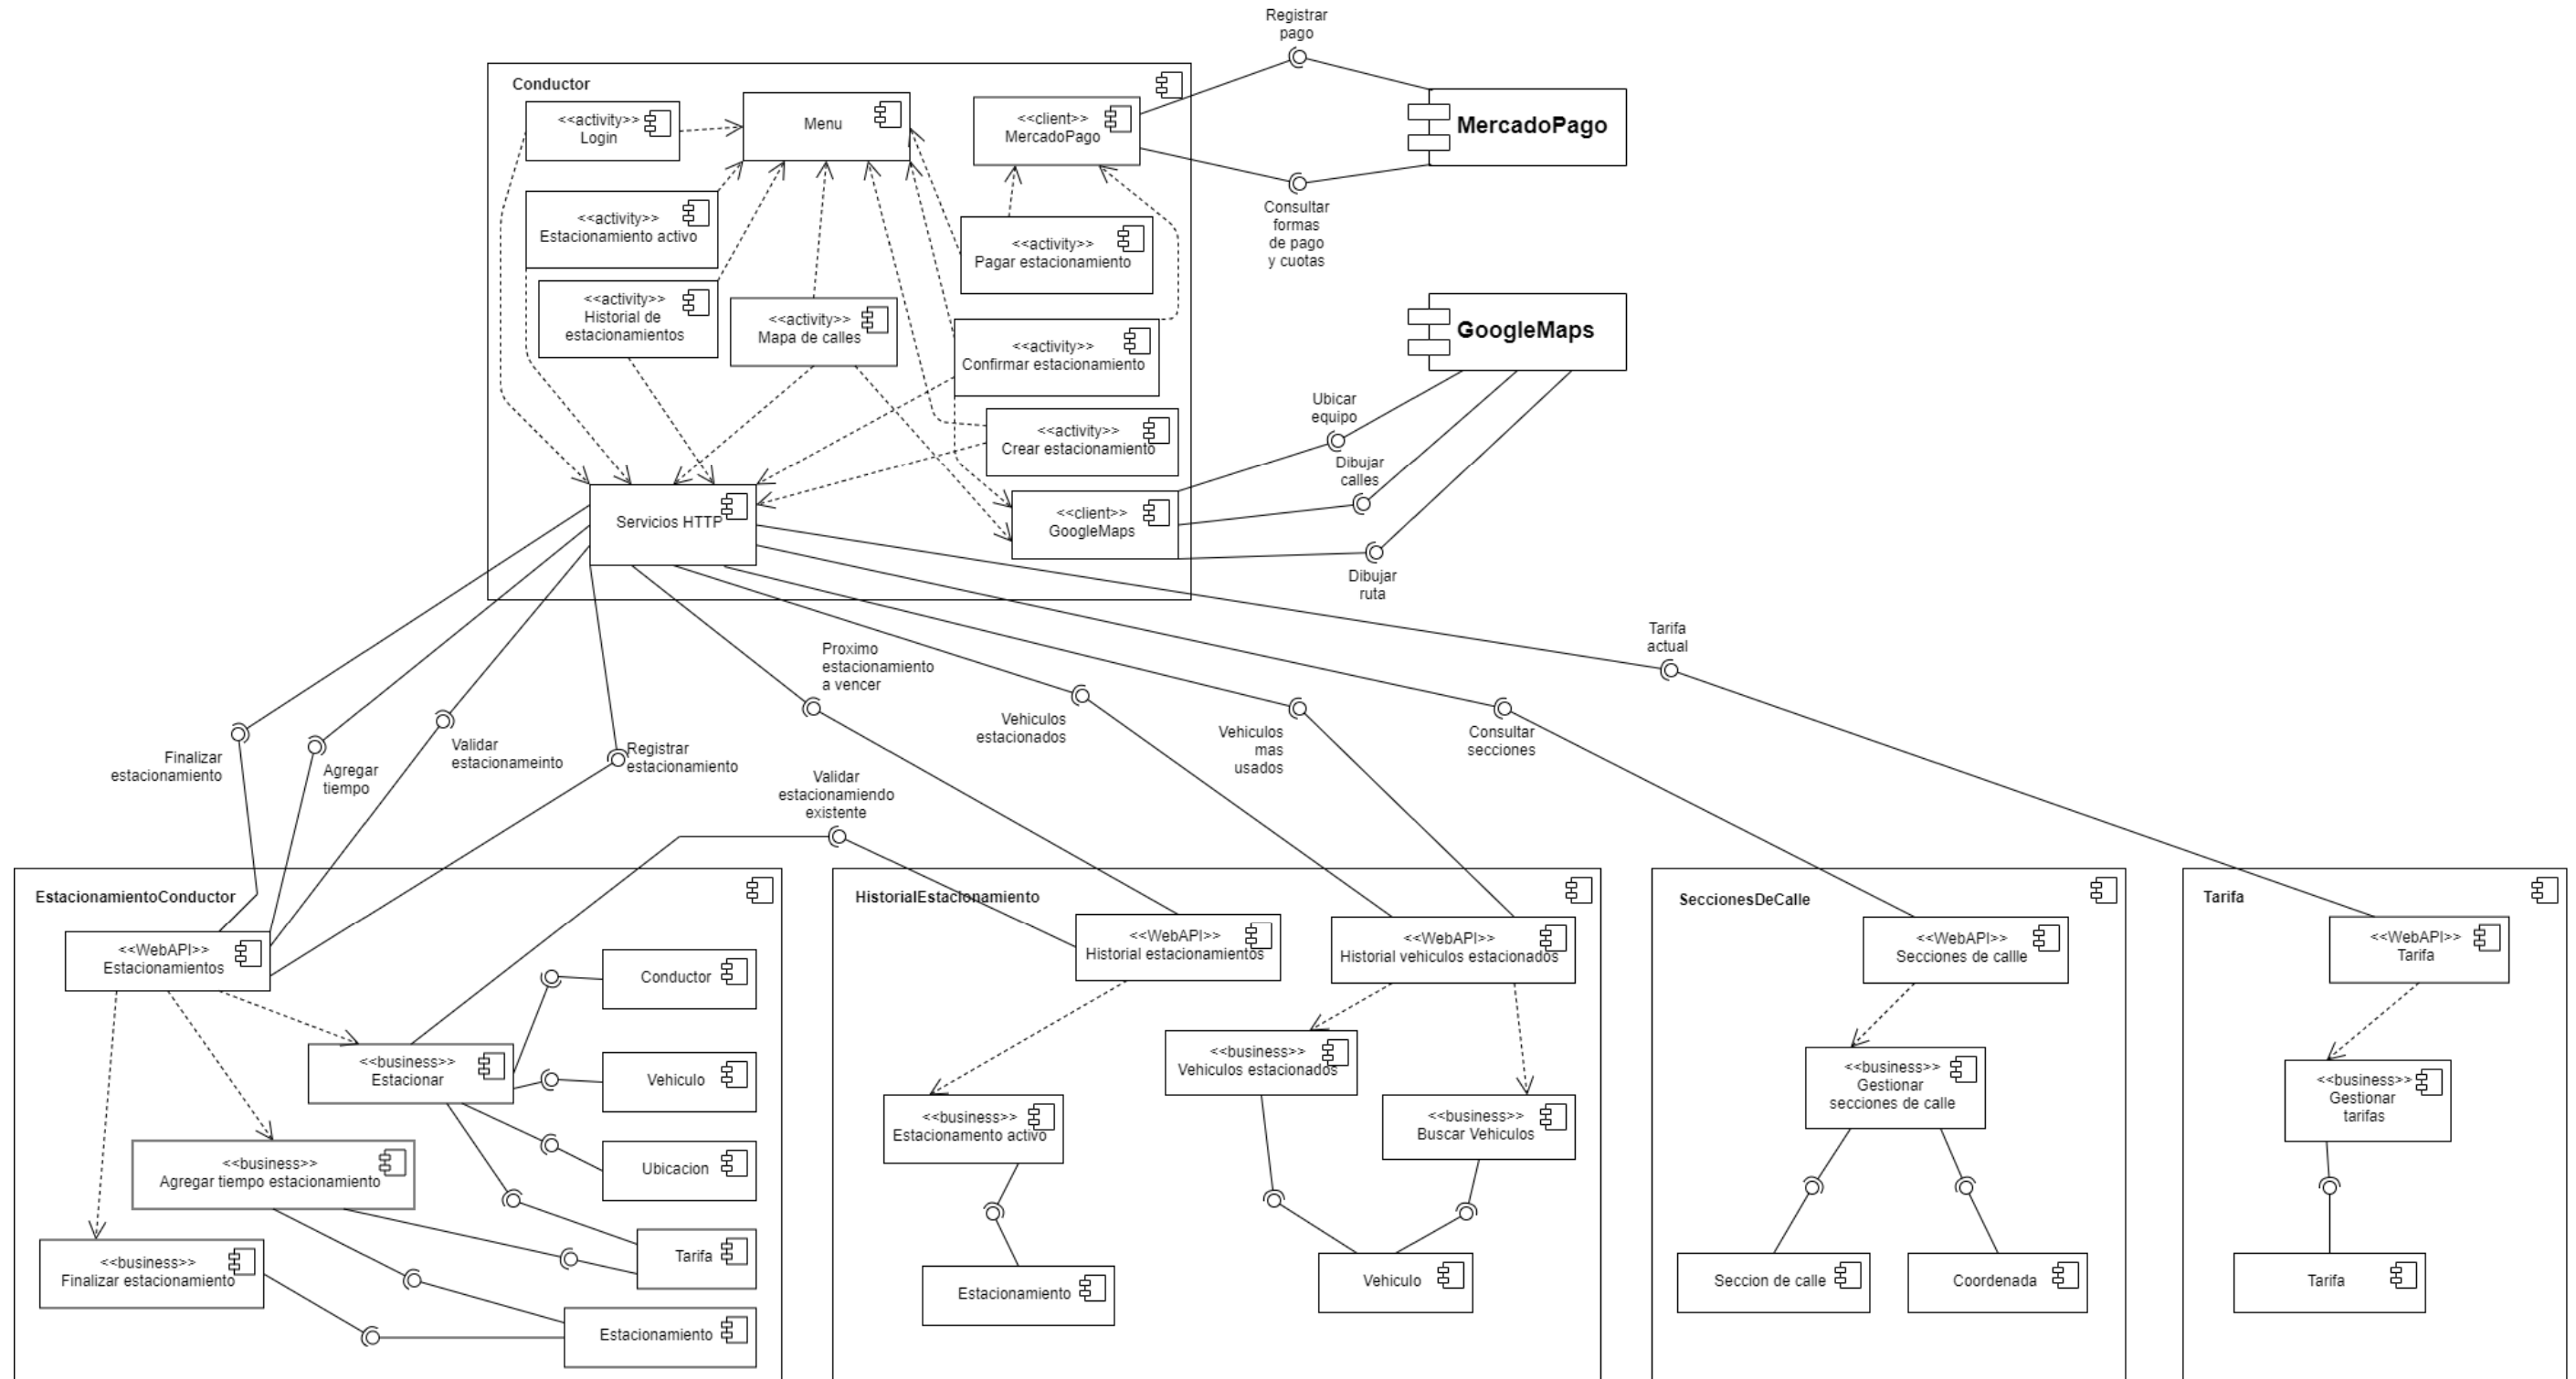 Registrar
pago
Conductor
<<activity>>
Login
Menu
<<client>>
MercadoPago
MercadoPago
<<activity>>
Estacionamiento activo
<<activity>>
Pagar estacionamiento
Consultar
formas
de pago
y cuotas
<<activity>>
Historial de
estacionamientos
<<activity>>
Mapa de calles
<<activity>>
Confirmar estacionamiento
GoogleMaps
Ubicar
equipo
<<activity>>
Crear estacionamiento
Dibujar
calles
Servicios HTTP
<<client>>
GoogleMaps
Dibujar
ruta
Tarifa
actual
Proximo
estacionamiento
a vencer
Vehiculos
estacionados
Vehiculos
mas
usados
Consultar
secciones
Finalizar
estacionamiento
Agregar
tiempo
Validar
estacionameinto
Registrar
estacionamiento
Validar
estacionamiendo
existente
EstacionamientoConductor
<<WebAPI>>
Estacionamientos
Conductor
<<business>>
Estacionar
Vehiculo
Ubicacion
<<business>>
Agregar tiempo estacionamiento
Tarifa
<<business>>
Finalizar estacionamiento
Estacionamiento
HistorialEstacionamiento
<<WebAPI>>
Historial estacionamientos
<<WebAPI>>
Historial vehiculos estacionados
<<business>>
Vehiculos estacionados
<<business>>
Estacionamento activo
<<business>>
Buscar Vehiculos
Estacionamiento
Vehiculo
SeccionesDeCalle
<<WebAPI>>
Secciones de callle
<<business>>
Gestionar
secciones de calle
Seccion de calle
Coordenada
Tarifa
<<WebAPI>>
Tarifa
<<business>>
Gestionar
tarifas
Tarifa